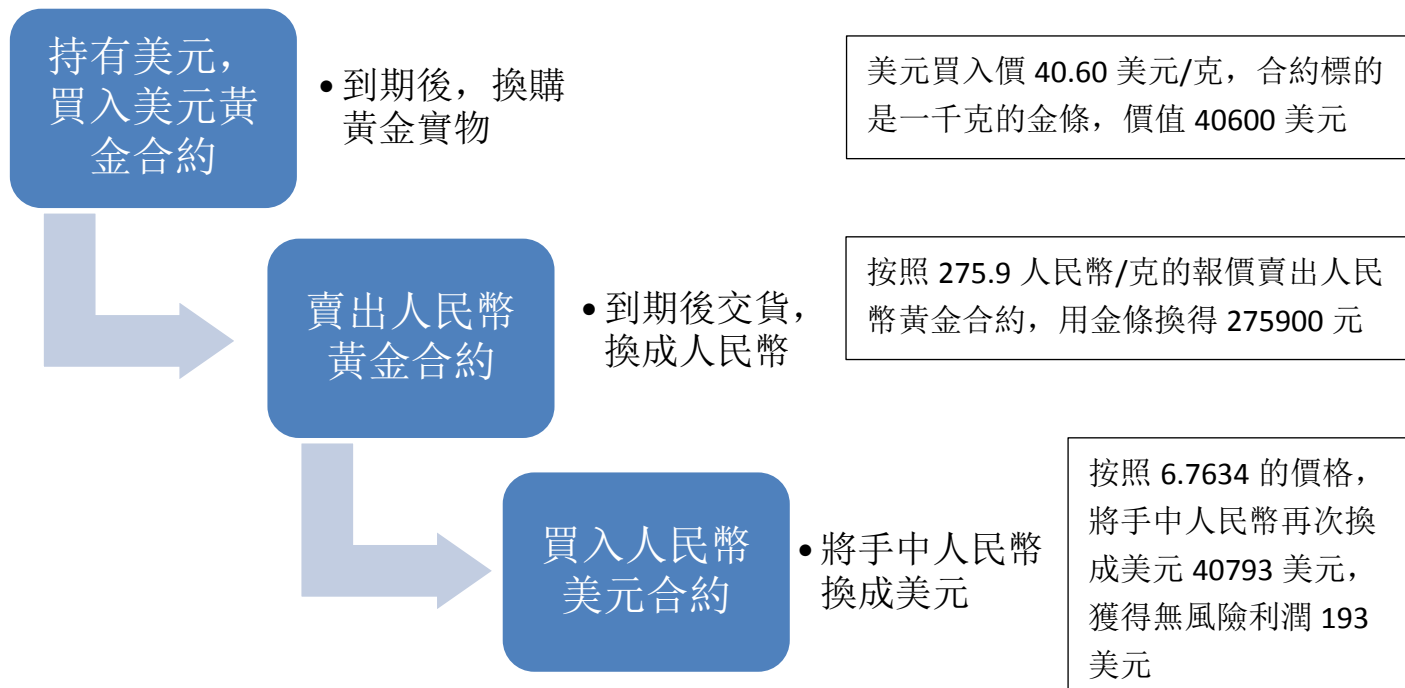 持有美元，
買入美元黃
金合約
• 到期後，換購
黃金實物
美元買入價 40.60 美元/克，合約標的
是一千克的金條，價值 40600 美元
賣出人民幣
黃金合約
• 到期後交貨，
換成人民幣
按照 275.9 人民幣/克的報價賣出人民
幣黃金合約，用金條換得 275900 元
買入人民幣
美元合約
• 將手中人民幣
換成美元
按照 6.7634 的價格，
將手中人民幣再次換
成美元 40793 美元，
獲得無風險利潤 193
美元